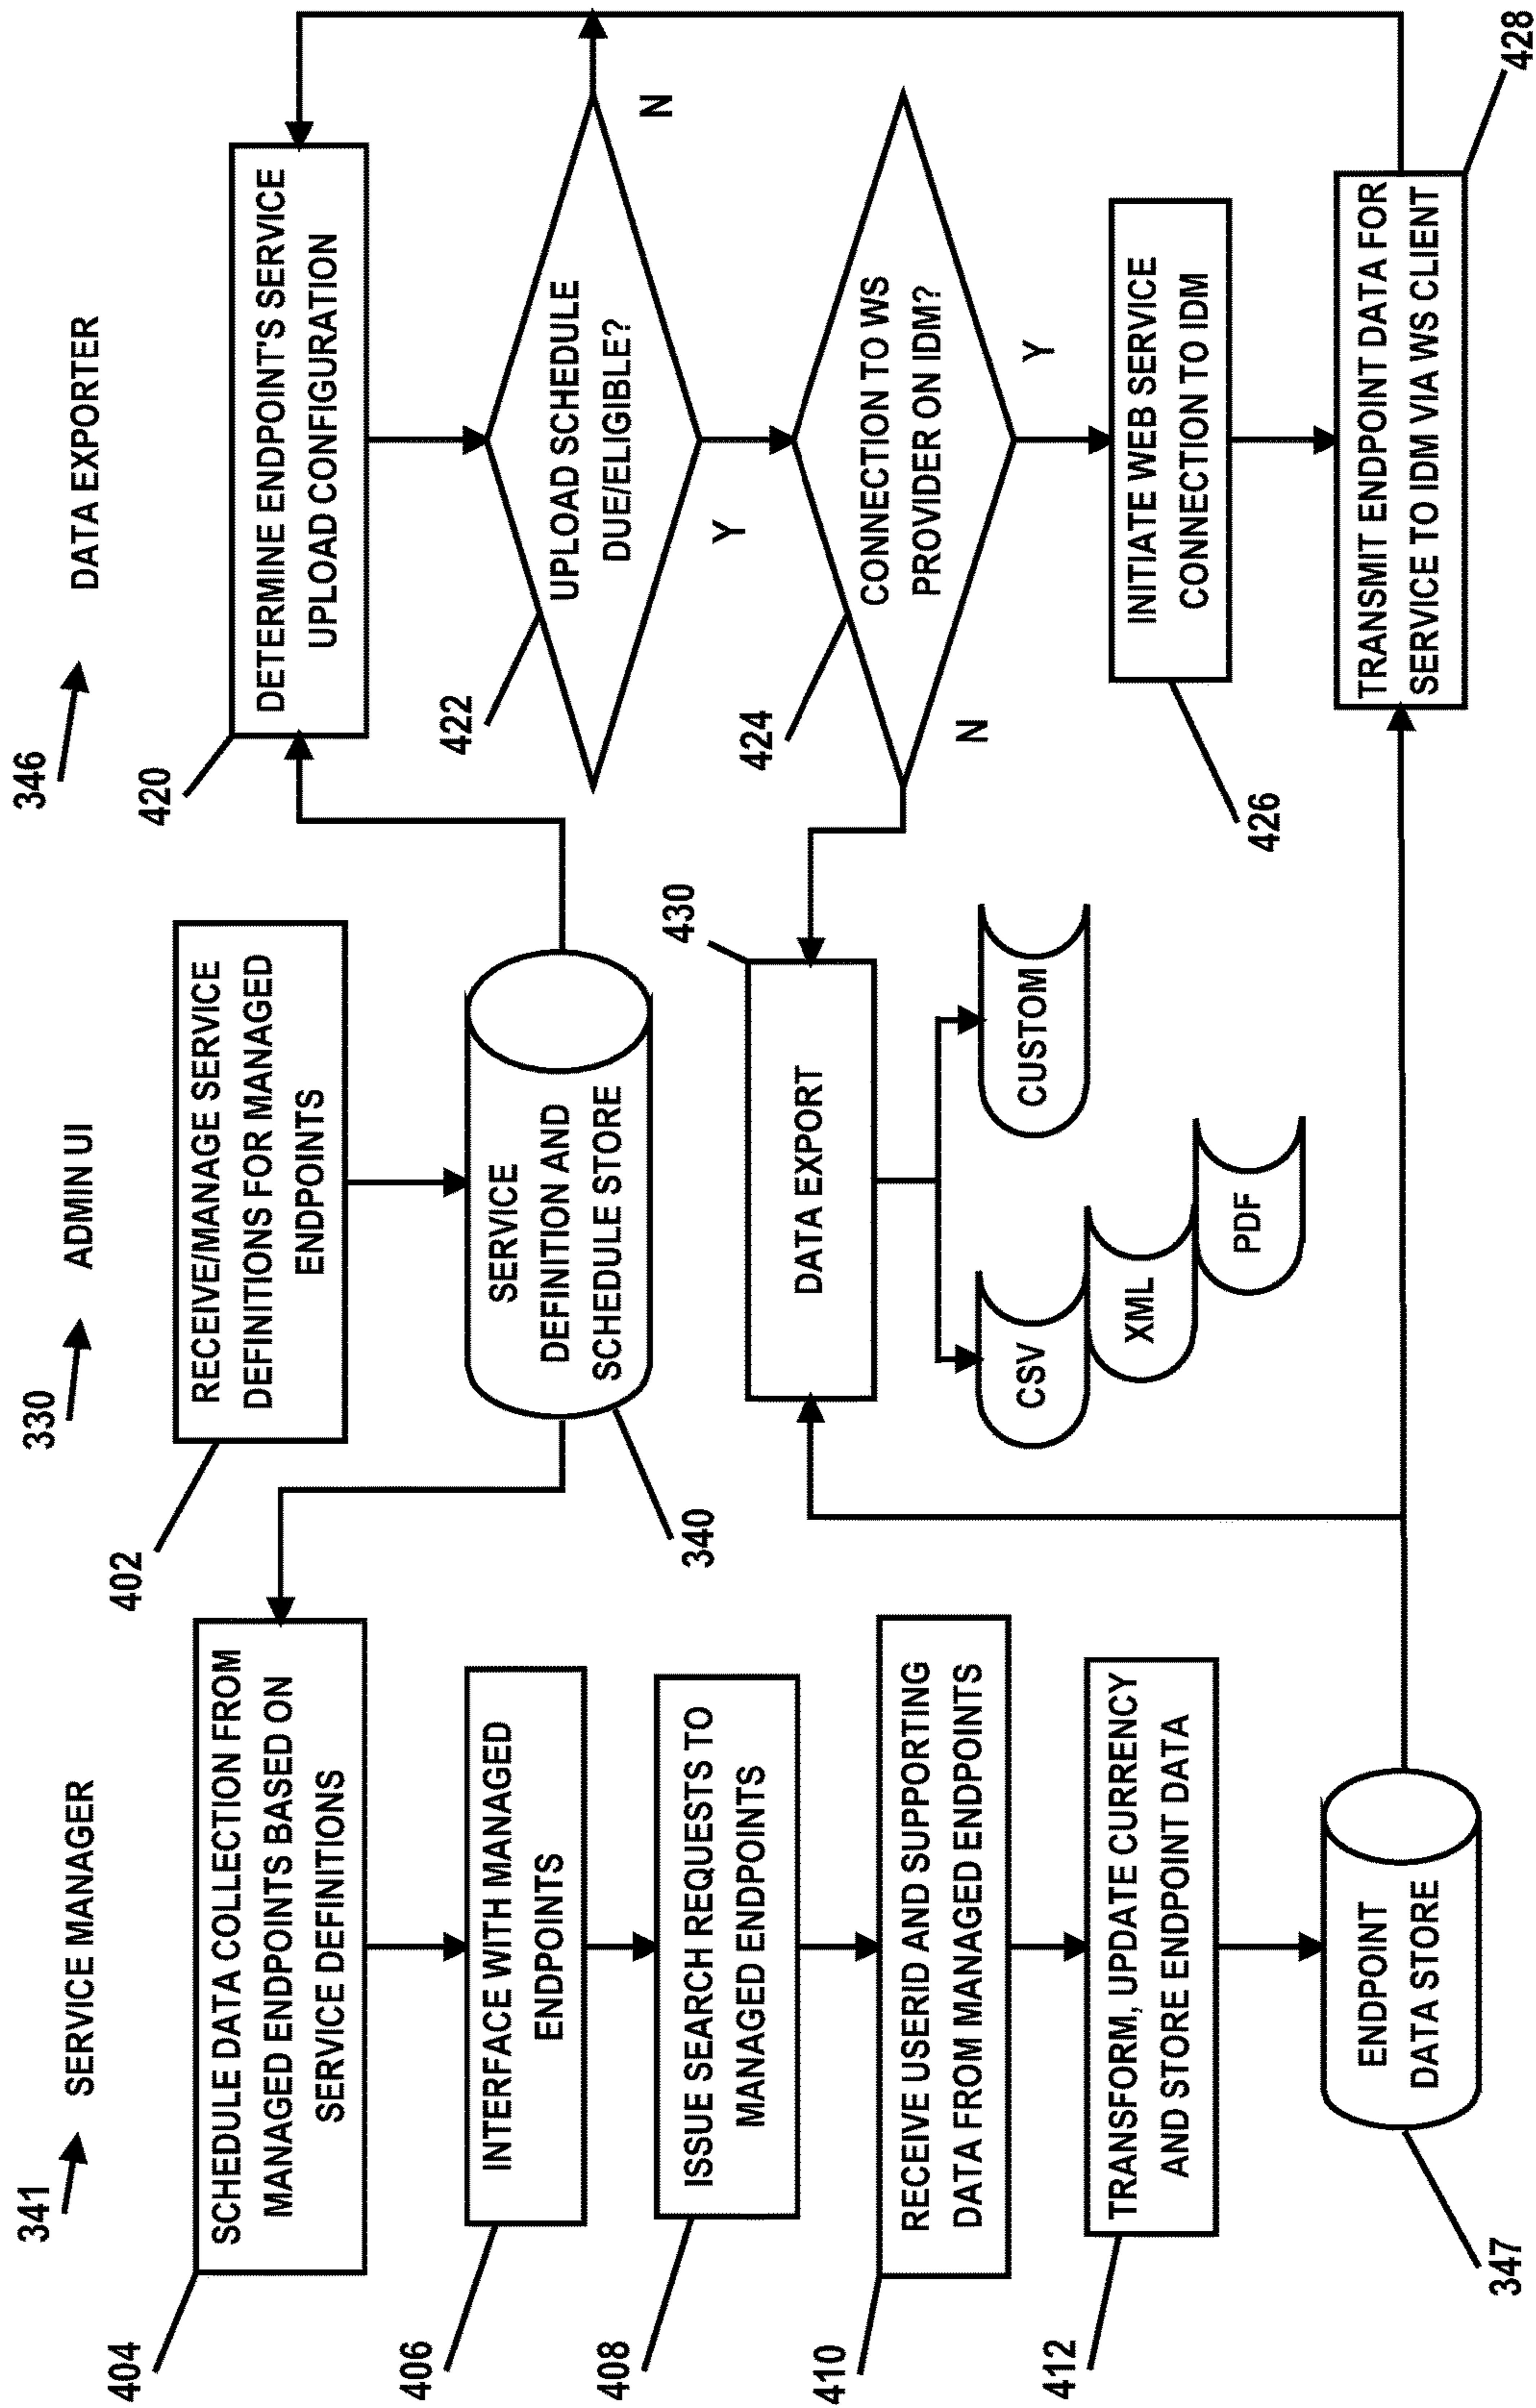 341
SERVICE MANAGER
404
SCHEDULE DATA COLLECTION FROM
MANAGED ENDPOINTS BASED ON
SERVICE DEFINITIONS
406
INTERFACE WITH MANAGED
ENDPOINTS
408
ISSUE SEARCH REQUESTS TO
MANAGED ENDPOINTS
410
RECEIVE USERID AND SUPPORTING
DATA FROM MANAGED ENDPOINTS
412
TRANSFORM, UPDATE CURRENCY
AND STORE ENDPOINT DATA
ENDPOINT
DATA STORE
347
330
ADMIN UI
402
RECEIVE/MANAGE SERVICE
DEFINITIONS FOR MANAGED
ENDPOINTS
SERVICE
DEFINITION AND
SCHEDULE STORE
340
430
DATA EXPORT
CSV
XML
PDF
CUSTOM
346
DATA EXPORTER
420
DETERMINE ENDPOINT'S SERVICE
UPLOAD CONFIGURATION
422
UPLOAD SCHEDULE
DUE/ELIGIBLE?
N
Y
424
CONNECTION TO WS
PROVIDER ON IDM?
N
Y
426
INITIATE WEB SERVICE
CONNECTION TO IDM
TRANSMIT ENDPOINT DATA FOR
SERVICE TO IDM VIA WS CLIENT
428